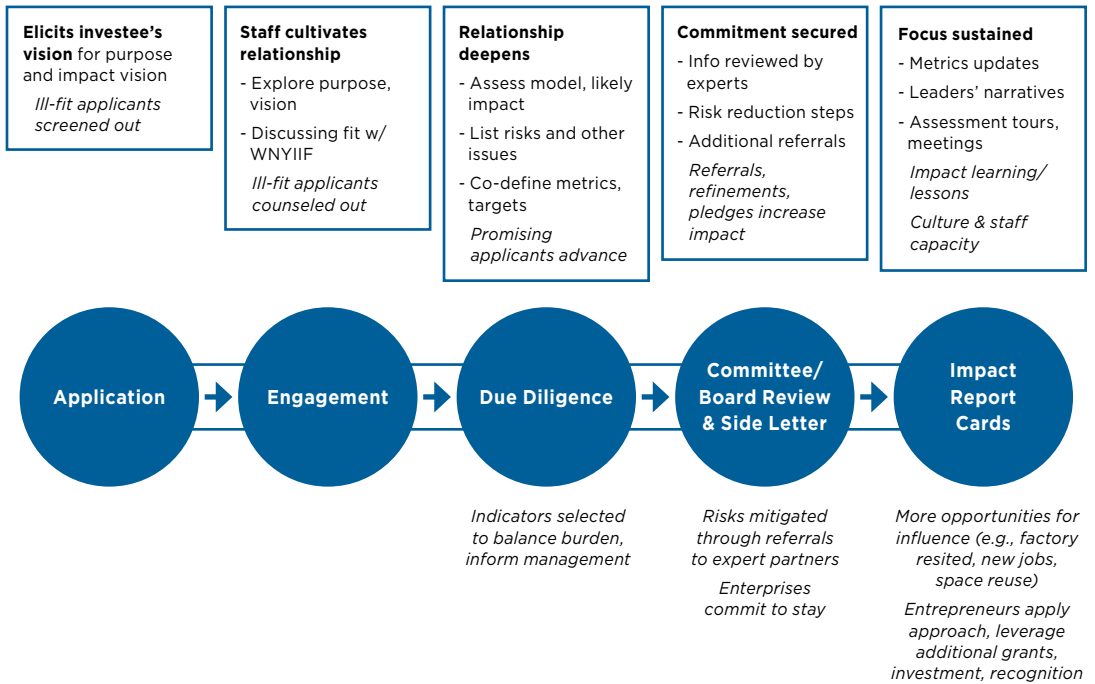 Elicits investee's
vision for purpose
and impact vision
Ill-fit applicants
screened out
Staff cultivates
relationship
- Explore purpose,
vision
- Discussing fit w/
WNYIIF
Ill-fit applicants
counseled out
Relationship
deepens
- Assess model, likely
impact
- List risks and other
issues
- Co-define metrics,
targets
Promising
applicants advance
Commitment secured
- Info reviewed by
experts
- Risk reduction steps
- Additional referrals
Referrals,
refinements,
pledges increase
impact
Focus sustained
- Metrics updates
- Leaders' narratives
- Assessment tours,
meetings
Impact learning/
lessons
Culture & staff
capacity
Application
Engagement
Due Diligence
Committee/
Board Review
& Side Letter
Impact
Report
Cards
Indicators selected
to balance burden,
inform management
Risks mitigated
through referrals
to expert partners
Enterprises
commit to stay
More opportunities for
influence (e.g., factory
resited, new jobs,
space reuse)
Entrepreneurs apply
approach, leverage
additional grants,
investment, recognition